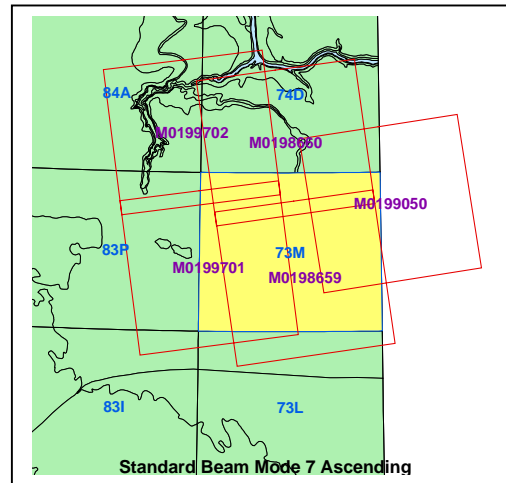 84A
74D
M0199702
M0198660
M0199050
83P
73M
M0199701
M0198659
83I
73L
Standard Beam Mode 7 Ascending